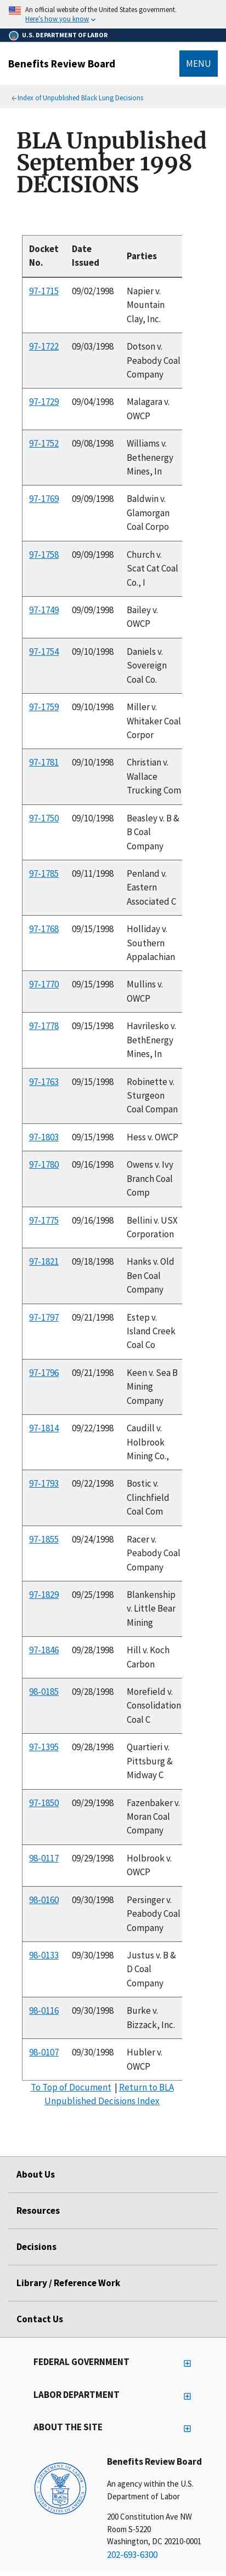 An official website of the United States government.
Here's how you know
U.S. DEPARTMENT OF LABOR
Benefits Review Board
MENU
Index of Unpublished Black Lung Decisions
BLA Unpublished
September 1998
DECISIONS
Docket No. Date Issued Parties
97-1715 09/02/1998 Napier v. Mountain Clay, Inc.
97-1722 09/03/1998 Dotson v. Peabody Coal Company
97-1729 09/04/1998 Malagara v. OWCP
97-1752 09/08/1998 Williams v. Bethenergy Mines, In
97-1769 09/09/1998 Baldwin v. Glamorgan Coal Corpo
97-1758 09/09/1998 Church v. Scat Cat Coal Co., I
97-1749 09/09/1998 Bailey v. OWCP
97-1754 09/10/1998 Daniels v. Sovereign Coal Co.
97-1759 09/10/1998 Miller v. Whitaker Coal Corpor
97-1781 09/10/1998 Christian v. Wallace Trucking Com
97-1750 09/10/1998 Beasley v. B & B Coal Company
97-1785 09/11/1998 Penland v. Eastern Associated C
97-1768 09/15/1998 Holliday v. Southern Appalachian
97-1770 09/15/1998 Mullins v. OWCP
97-1778 09/15/1998 Havrilesko v. BethEnergy Mines, In
97-1763 09/15/1998 Robinette v. Sturgeon Coal Compan
97-1803 09/15/1998 Hess v. OWCP
97-1780 09/16/1998 Owens v. Ivy Branch Coal Comp
97-1775 09/16/1998 Bellini v. USX Corporation
97-1821 09/18/1998 Hanks v. Old Ben Coal Company
97-1797 09/21/1998 Estep v. Island Creek Coal Co
97-1796 09/21/1998 Keen v. Sea B Mining Company
97-1814 09/22/1998 Caudill v. Holbrook Mining Co.,
97-1793 09/22/1998 Bostic v. Clinchfield Coal Com
97-1855 09/24/1998 Racer v. Peabody Coal Company
97-1829 09/25/1998 Blankenship v. Little Bear Mining
97-1846 09/28/1998 Hill v. Koch Carbon
98-0185 09/28/1998 Morefield v. Consolidation Coal C
97-1395 09/28/1998 Quartieri v. Pittsburg & Midway C
97-1850 09/29/1998 Fazenbaker v. Moran Coal Company
98-0117 09/29/1998 Holbrook v. OWCP
98-0160 09/30/1998 Persinger v. Peabody Coal Company
98-0133 09/30/1998 Justus v. B & D Coal Company
98-0116 09/30/1998 Burke v. Bizzack, Inc.
98-0107 09/30/1998 Hubler v. OWCP
To Top of Document | Return to BLA
Unpublished Decisions Index
About Us
Resources
Decisions
Library / Reference Work
Contact Us
FEDERAL GOVERNMENT
LABOR DEPARTMENT
ABOUT THE SITE
Benefits Review Board
An agency within the U.S.
Department of Labor
200 Constitution Ave NW
Room S-5220
Washington, DC 20210-0001
202-693-6300